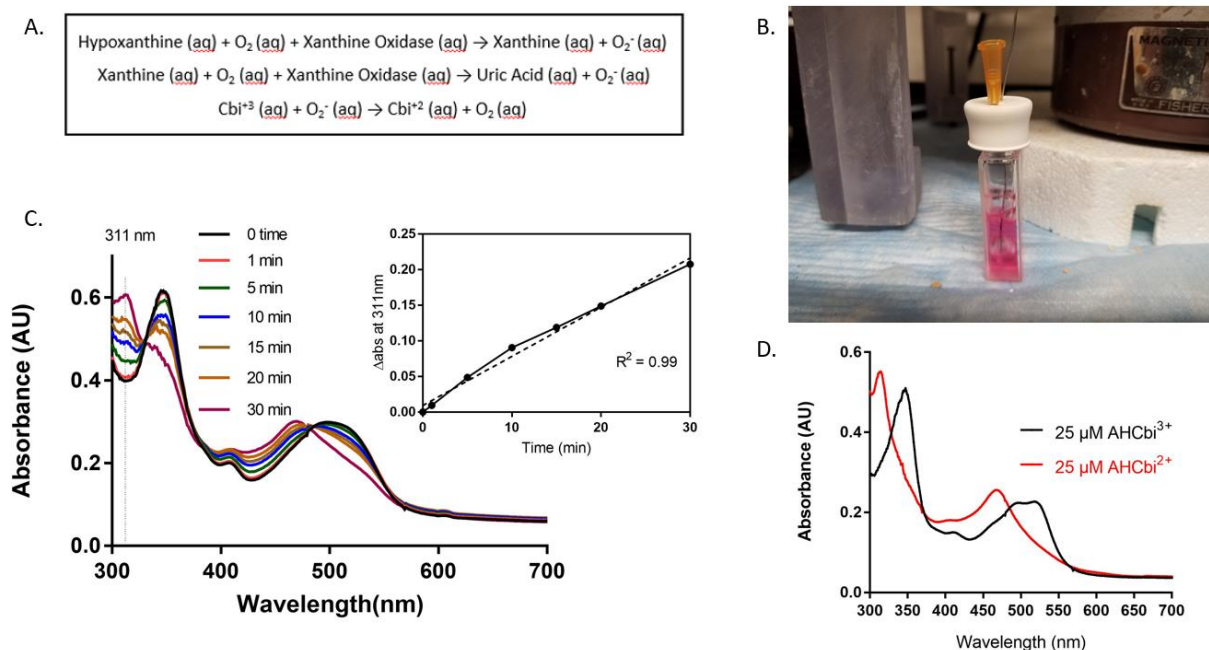 A.
Hypoxanthine (aq) + O₂ (aq) + Xanthine Oxidase (aq) → Xanthine (aq) + O₂⁻ (aq)
Xanthine (aq) + O₂ (aq) + Xanthine Oxidase (aq) → Uric Acid (aq) + O₂⁻ (aq)
Cbi⁺³ (aq) + O₂⁻ (aq) → Cbi⁺² (aq) + O₂ (aq)
B.
MAGNET
FISHER
C.
311 nm
0 time
1 min
5 min
10 min
15 min
20 min
30 min
Absorbance (AU)
0.6
0.4
0.2
0.0
300 400 500 600 700
Wavelength(nm)
Δabs at 311nm
0.25
0.20
0.15
0.10
0.05
0.00
R² = 0.99
0 10 20 30
Time (min)
D.
Absorbance (AU)
0.6
0.4
0.2
0.0
25 µM AHCbi³⁺
25 µM AHCbi²⁺
300 350 400 450 500 550 600 650 700
Wavelength (nm)